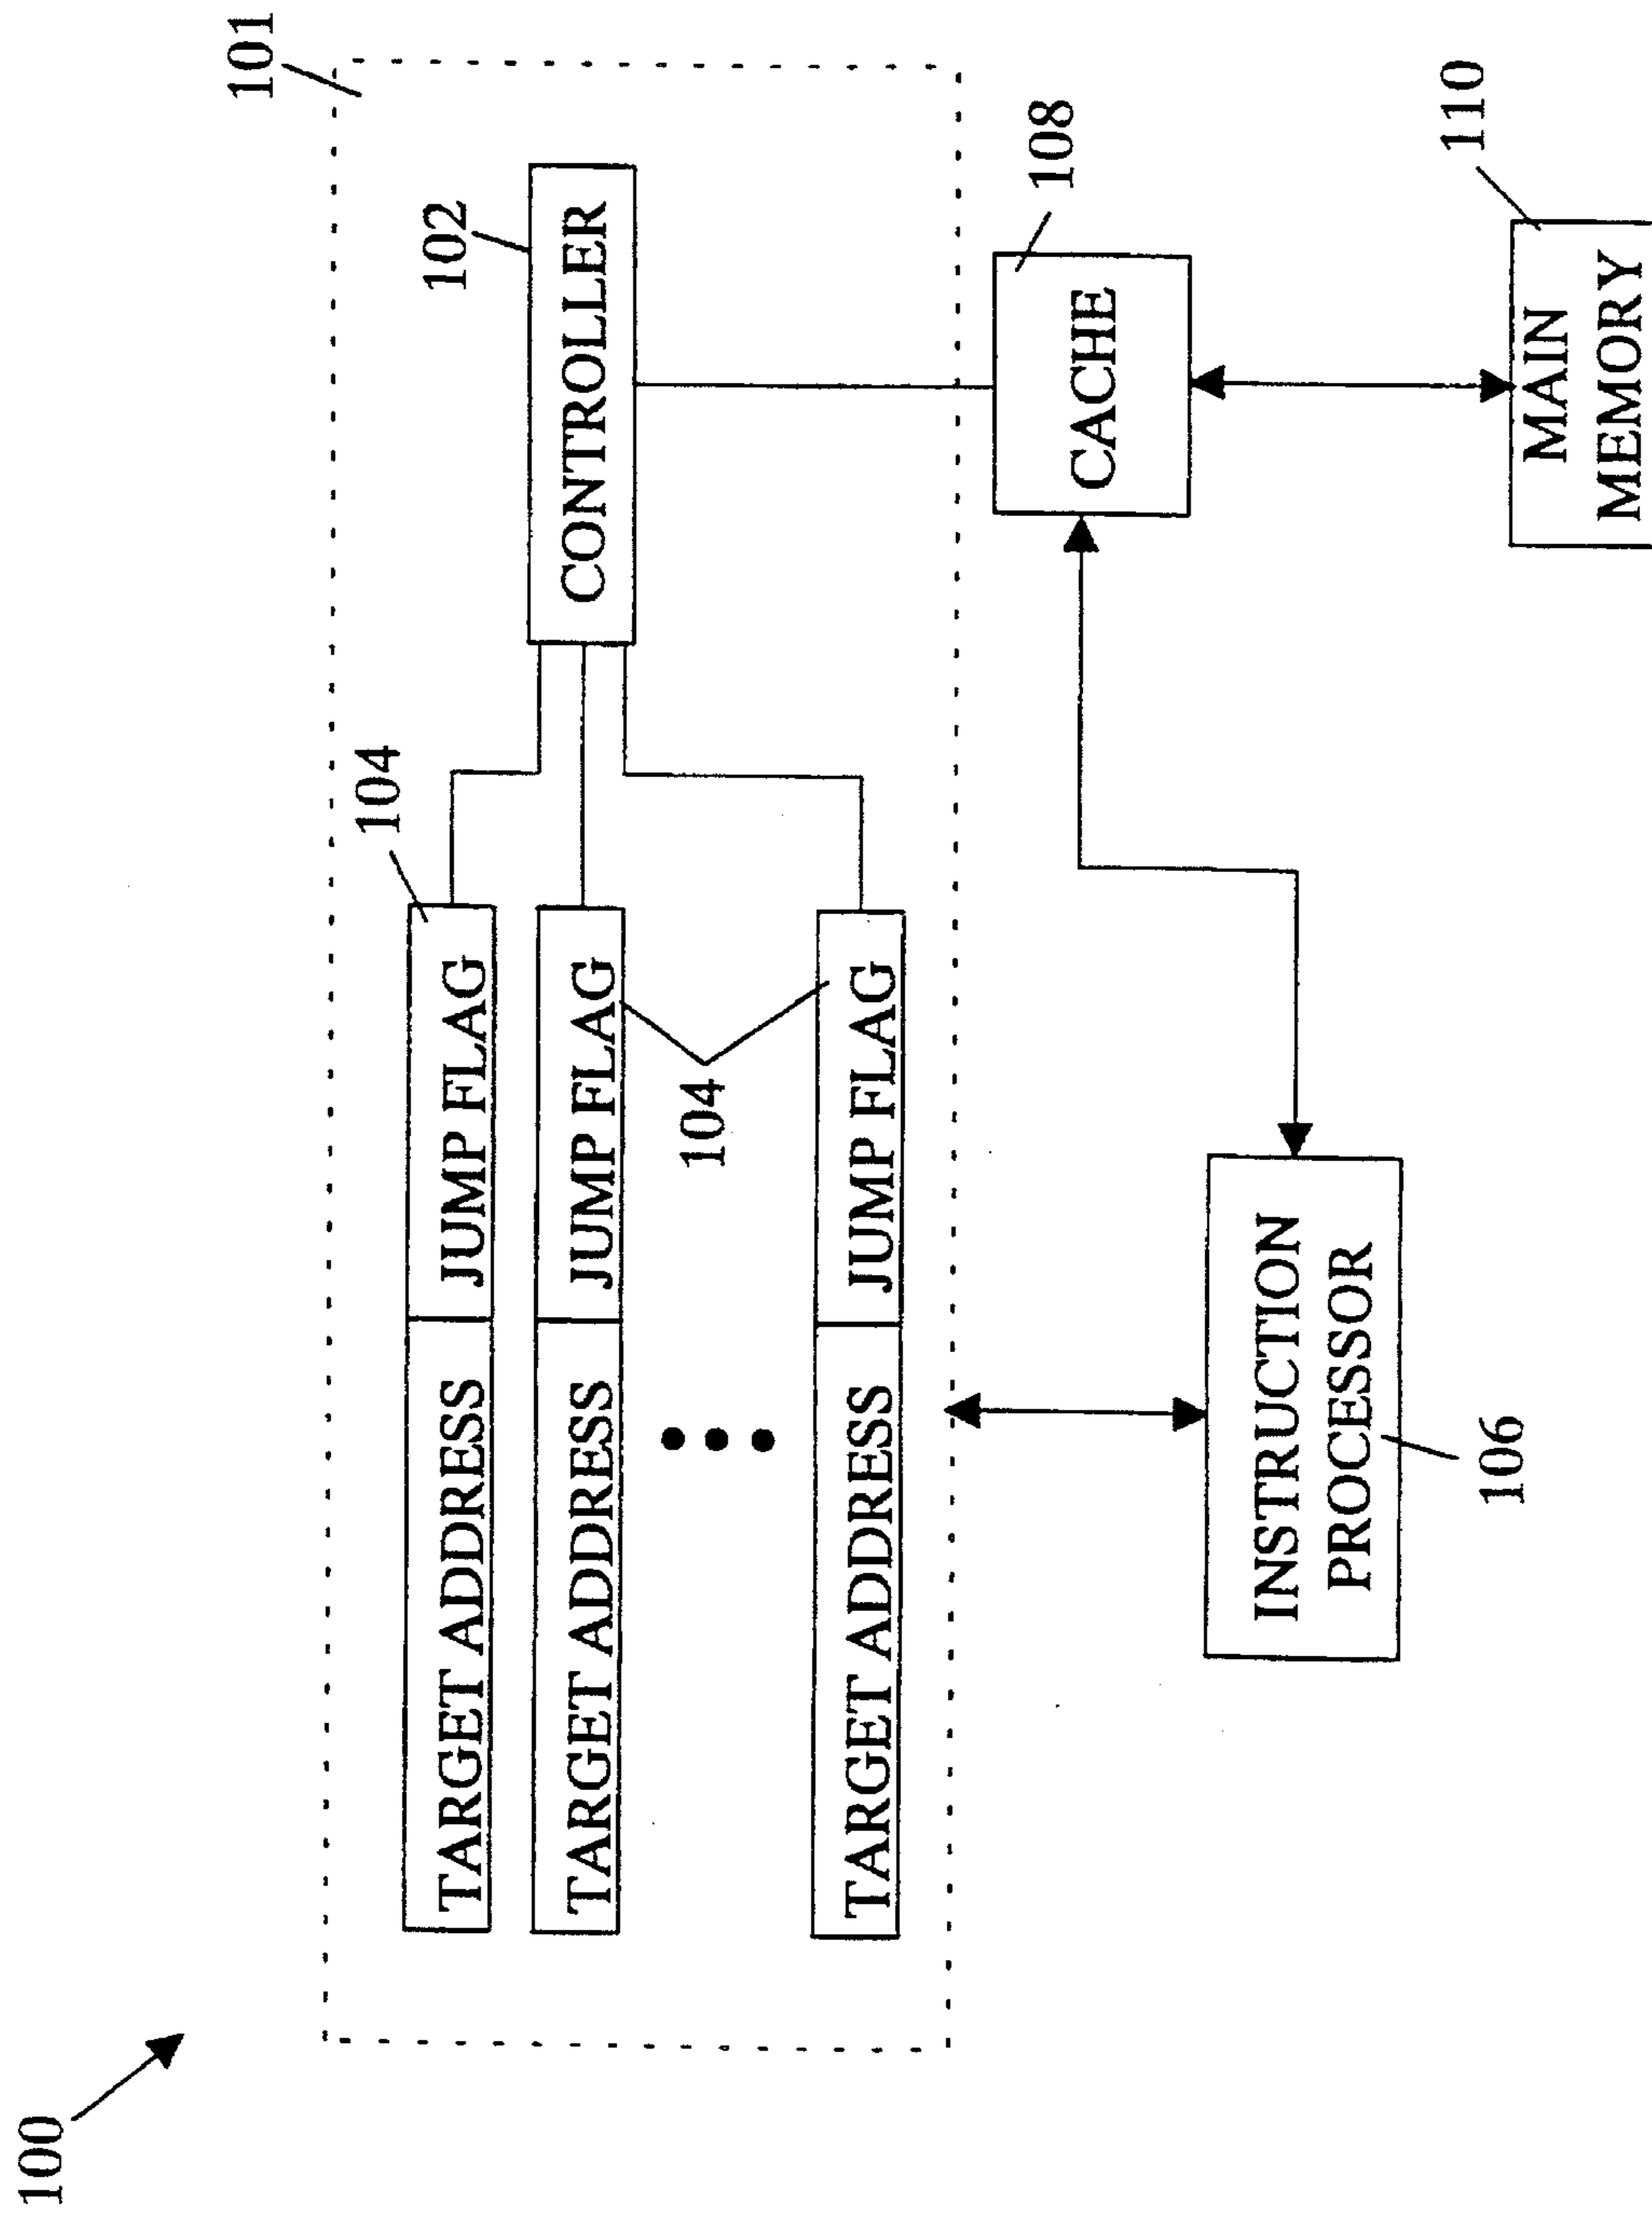 100
101
104
102
TARGET ADDRESS JUMP FLAG
CONTROLLER
TARGET ADDRESS JUMP FLAG
104
TARGET ADDRESS JUMP FLAG
108
CACHE
INSTRUCTION
PROCESSOR
106
110
MAIN
MEMORY